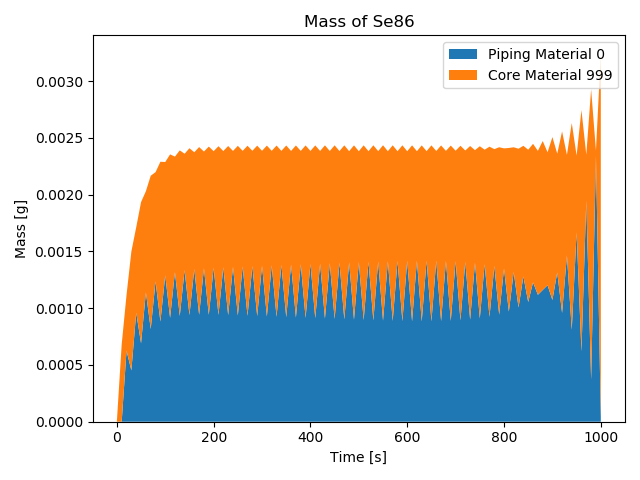 Mass of Se86
Piping Material 0
Core Material 999
0.0030
0.0025
0.0020
0.0015
0.0010
0.0005
0.0000
Mass [g]
0 200 400 600 800 1000
Time [s]